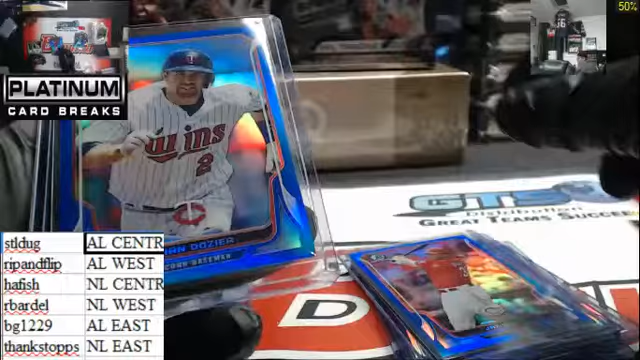 50%
PLATINUM
CARD BREAKS
Twins
2
DOZIER
GTS
Distribution
GREAT TEAMS SUCCEED
D
stldug AL CENTR
ripandflip AL WEST
hafish NL CENTR
rbardel NL WEST
bg1229 AL EAST
thankstopps NL EAST